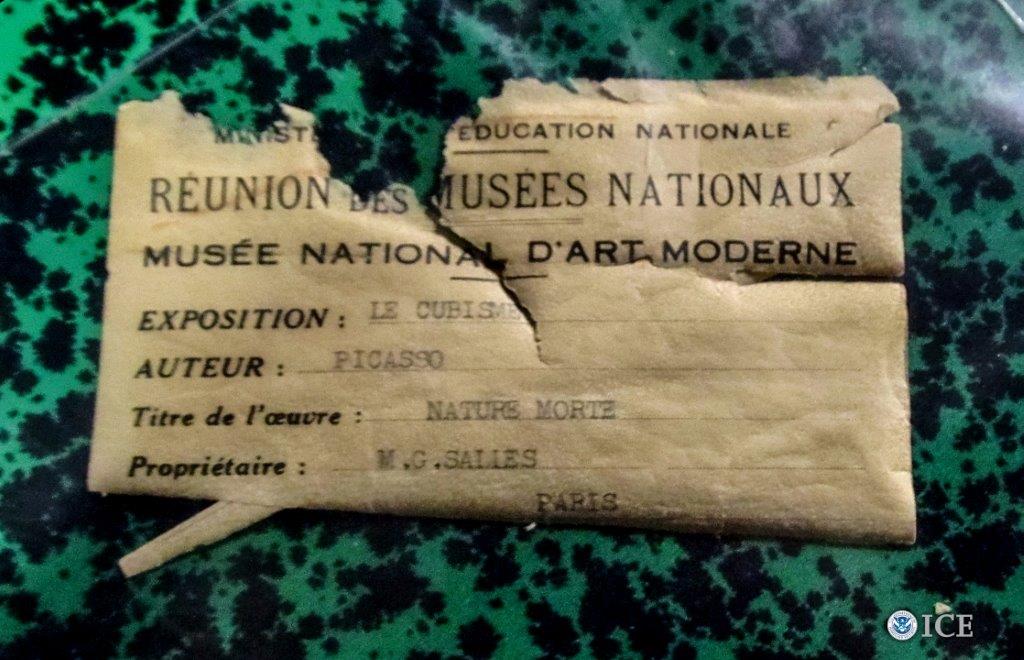 MINIST ÉDUCATION NATIONALE
RÉUNION DES MUSÉES NATIONAUX
MUSÉE NATIONAL D'ART MODERNE
EXPOSITION : LE CUBISME
AUTEUR : PICASSO
Titre de l'œuvre : NATURE MORTE
Propriétaire : M.G.SALLES
PARIS
ICE